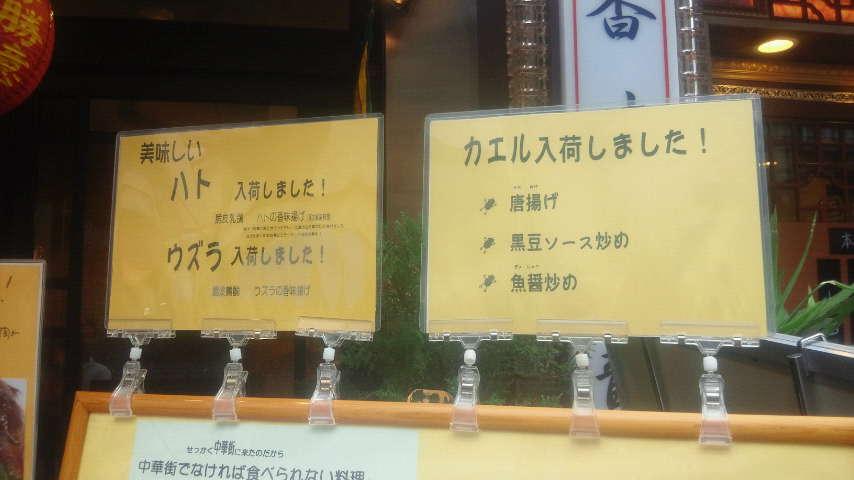 美味しい
ハト 入荷しました！
ハトの香味揚げ
ウズラ 入荷しました！
ウズラの香味揚げ
カエル入荷しました！
唐揚げ
黒豆ソース炒め
魚醤炒め
せっかく中華街に来たのだから
中華街でなければ食べられない料理。
香
勝